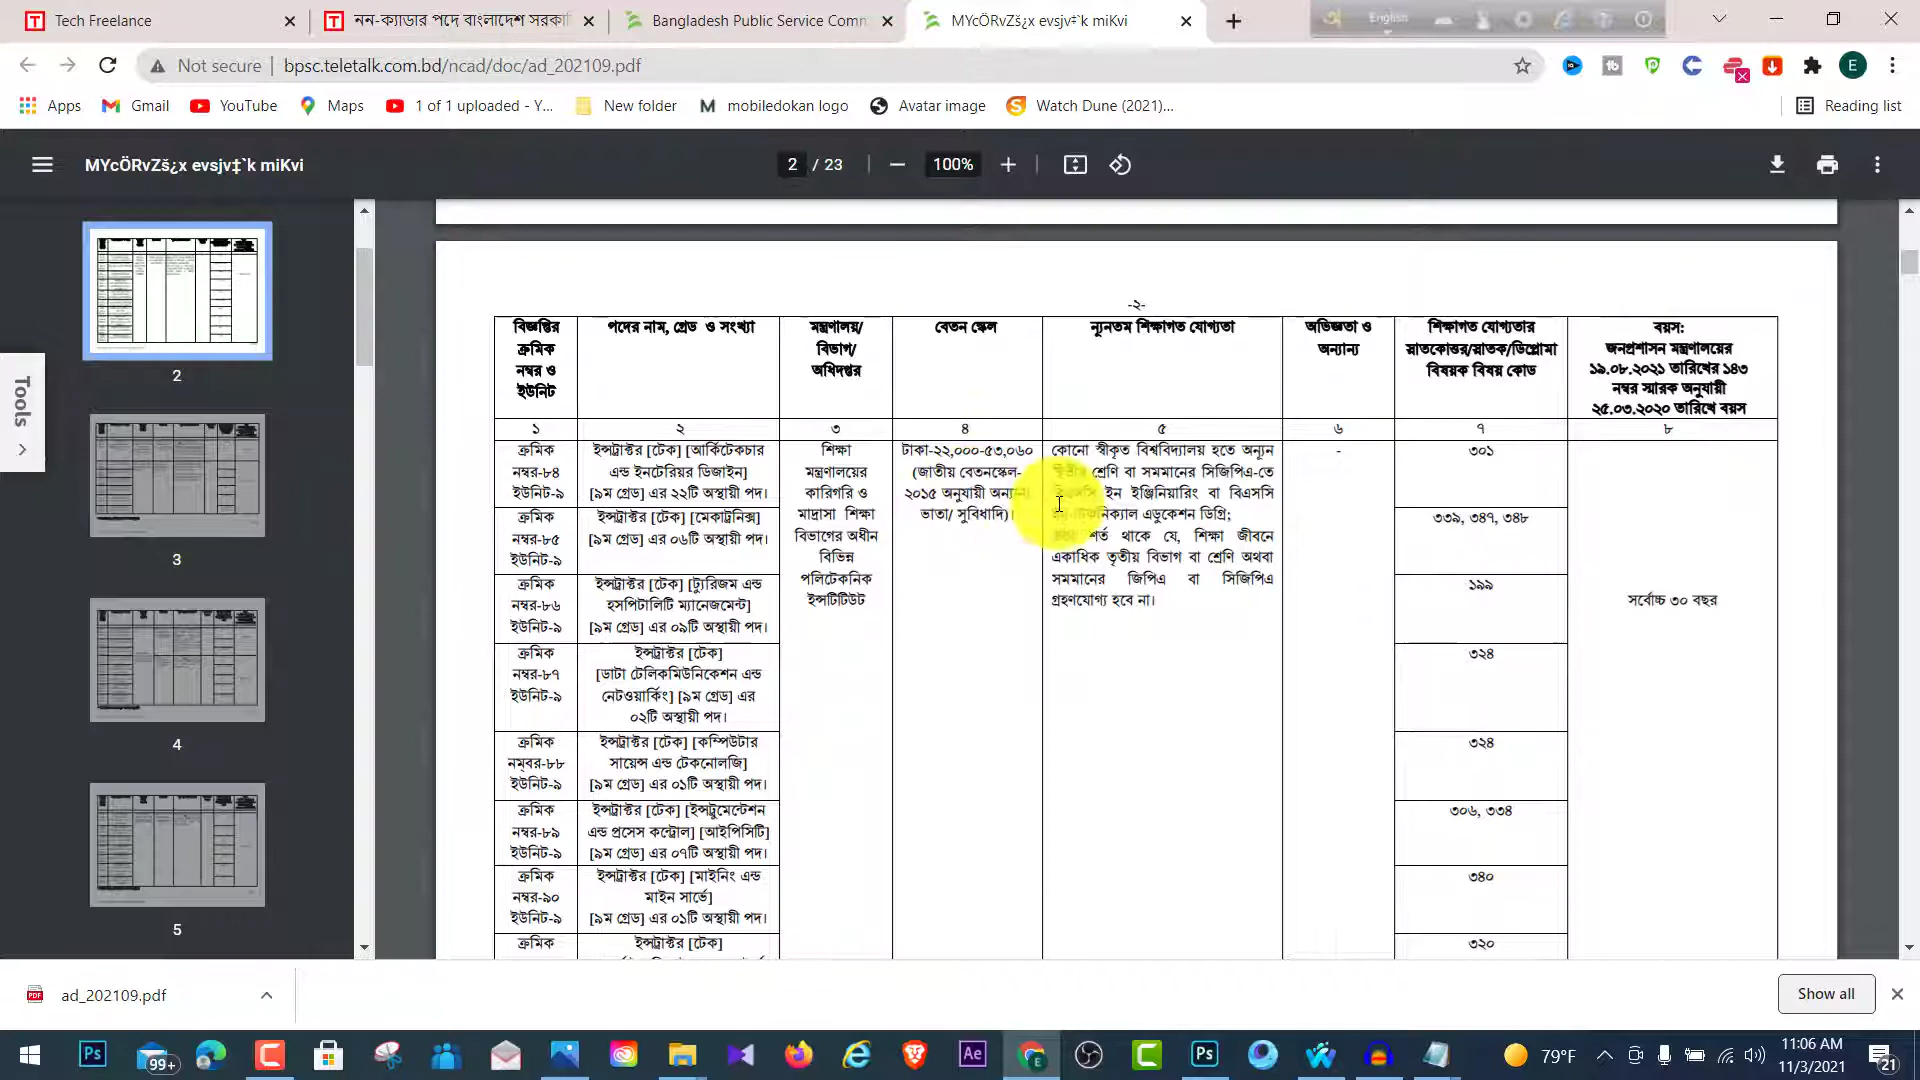 Tech Freelance
নন-ক্যাডার পদে বাংলাদেশ সরকারি
Bangladesh Public Service Comm
MYcÖRvZš¿x evsjv‡`k miKvi
English
Not secure
bpsc.teletalk.com.bd/ncad/doc/ad_202109.pdf
Apps
Gmail
YouTube
Maps
1 of 1 uploaded - Y...
New folder
mobiledokan logo
Avatar image
Watch Dune (2021)...
Reading list
MYcÖRvZš¿x evsjv‡`k miKvi
2 / 23
100%
Tools
2
3
4
5
-২-
বিজ্ঞপ্তির ক্রমিক নম্বর ও ইউনিট
পদের নাম, গ্রেড ও সংখ্যা
মন্ত্রণালয়/ বিভাগ/ অধিদপ্তর
বেতন স্কেল
ন্যূনতম শিক্ষাগত যোগ্যতা
অভিজ্ঞতা ও অন্যান্য
শিক্ষাগত যোগ্যতার স্নাতকোত্তর/স্নাতক/ডিপ্লোমা বিষয়ক বিষয় কোড
বয়স:
জনপ্রশাসন মন্ত্রণালয়ের
১৯.০৮.২০২১ তারিখের ১৪৩
নম্বর স্মারক অনুযায়ী
২৫.০৩.২০২০ তারিখে বয়স
১ ২ ৩ ৪ ৫ ৬ ৭ ৮
ক্রমিক
নম্বর-৮৪
ইউনিট-৯
ইন্সট্রাক্টর [টেক] [আর্কিটেকচার
এন্ড ইনটেরিয়র ডিজাইন]
[৯ম গ্রেড] এর ২২টি অস্থায়ী পদ।
শিক্ষা
মন্ত্রণালয়ের
কারিগরি ও
মাদ্রাসা শিক্ষা
বিভাগের অধীন
বিভিন্ন
পলিটেকনিক
ইন্সটিটিউট
টাকা-২২,০০০-৫৩,০৬০
(জাতীয় বেতনস্কেল-
২০১৫ অনুযায়ী অন্যান্য
ভাতা/ সুবিধাদি)।
কোনো স্বীকৃত বিশ্ববিদ্যালয় হতে অন্যূন
দ্বিতীয় শ্রেণি বা সমমানের সিজিপিএ-তে
বিএসসি ইন ইঞ্জিনিয়ারিং বা বিএসসি
ইন টেকনিক্যাল এডুকেশন ডিগ্রি;
শর্ত থাকে যে, শিক্ষা জীবনে
একাধিক তৃতীয় বিভাগ বা শ্রেণি অথবা
সমমানের জিপিএ বা সিজিপিএ
গ্রহণযোগ্য হবে না।
-
৩০১
সর্বোচ্চ ৩০ বছর
ক্রমিক
নম্বর-৮৫
ইউনিট-৯
ইন্সট্রাক্টর [টেক] [মেকাট্রনিক্স]
[৯ম গ্রেড] এর ০৬টি অস্থায়ী পদ।
৩৩৯, ৩৪৭, ৩৪৮
ক্রমিক
নম্বর-৮৬
ইউনিট-৯
ইন্সট্রাক্টর [টেক] [ট্যুরিজম এন্ড
হসপিটালিটি ম্যানেজমেন্ট]
[৯ম গ্রেড] এর ০৯টি অস্থায়ী পদ।
১৯৯
ক্রমিক
নম্বর-৮৭
ইউনিট-৯
ইন্সট্রাক্টর [টেক]
[ডাটা টেলিকমিউনিকেশন এন্ড
নেটওয়ার্কিং] [৯ম গ্রেড] এর
০২টি অস্থায়ী পদ।
৩২৪
ক্রমিক
নম্বর-৮৮
ইউনিট-৯
ইন্সট্রাক্টর [টেক] [কম্পিউটার
সায়েন্স এন্ড টেকনোলজি]
[৯ম গ্রেড] এর ০১টি অস্থায়ী পদ।
৩২৪
ক্রমিক
নম্বর-৮৯
ইউনিট-৯
ইন্সট্রাক্টর [টেক] [ইন্সট্রুমেন্টেশন
এন্ড প্রসেস কন্ট্রোল] [আইপিসিটি]
[৯ম গ্রেড] এর ০৭টি অস্থায়ী পদ।
৩০৬, ৩৩৪
ক্রমিক
নম্বর-৯০
ইউনিট-৯
ইন্সট্রাক্টর [টেক] [মাইনিং এন্ড
মাইন সার্ভে]
[৯ম গ্রেড] এর ০১টি অস্থায়ী পদ।
৩৪০
ক্রমিক
ইন্সট্রাক্টর [টেক]
৩২০
ad_202109.pdf
Show all
99+
79°F
11:06 AM
11/3/2021
21